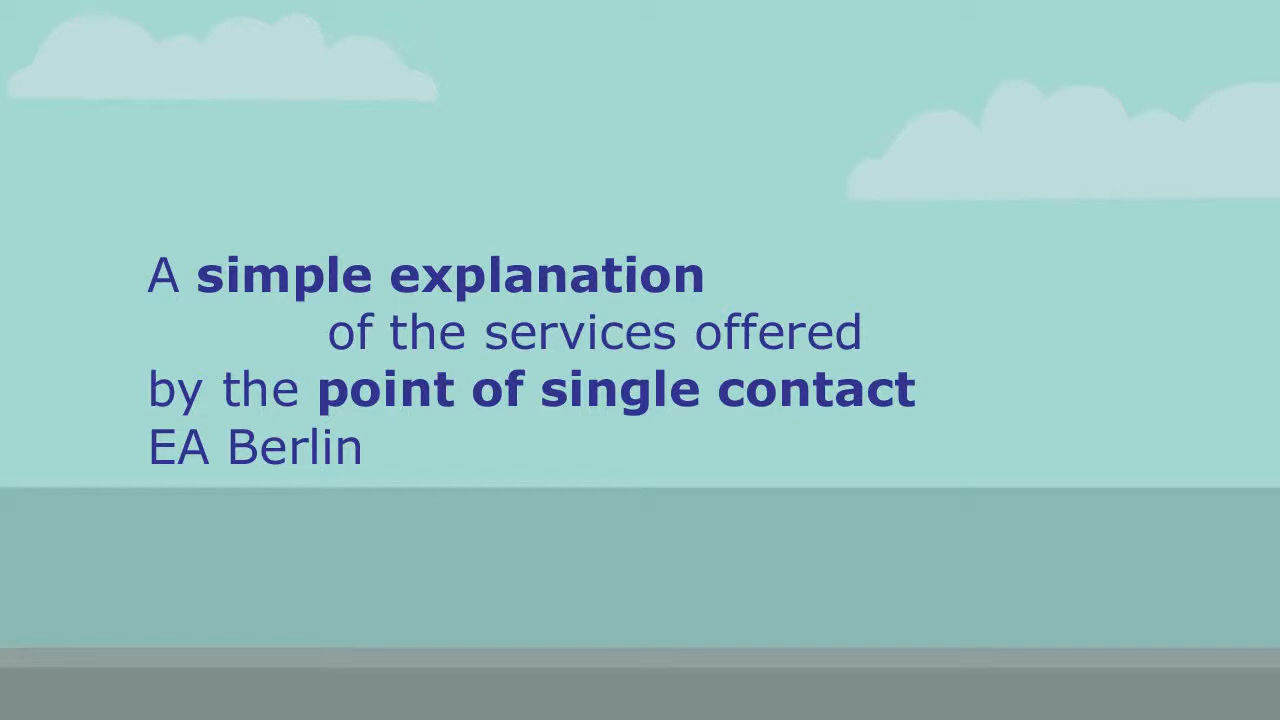 A simple explanation
of the services offered
by the point of single contact
EA Berlin